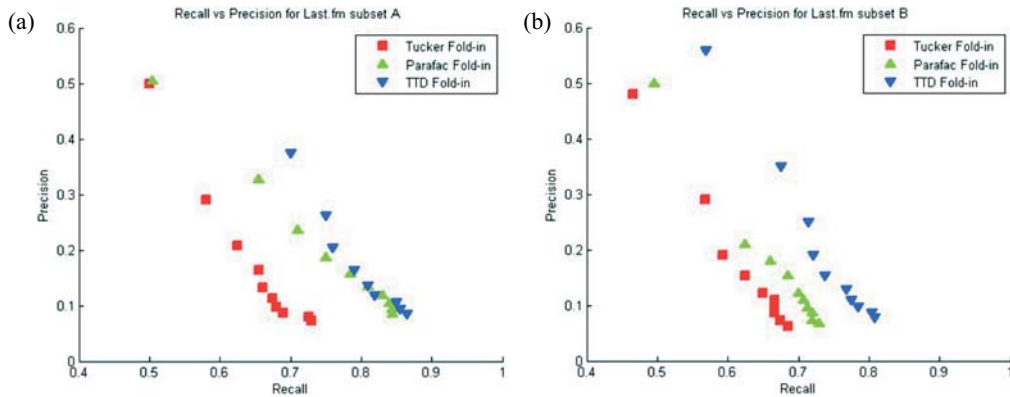 (a)
Recall vs Precision for Last.fm subset A
0.6
0.5
0.4
0.3
0.2
0.1
0
Precision
Tucker Fold-in
Parafac Fold-in
TTD Fold-in
0.4 0.5 0.6 0.7 0.8 0.9 1
Recall
(b)
Recall vs Precision for Last.fm subset B
0.6
0.5
0.4
0.3
0.2
0.1
0
Precision
Tucker Fold-in
Parafac Fold-in
TTD Fold-in
0.4 0.5 0.6 0.7 0.8 0.9 1
Recall